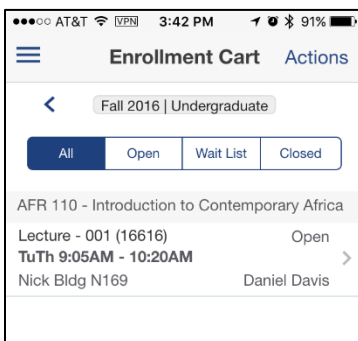 ●●●○○ AT&T VPN 3:42 PM 91%
Enrollment Cart Actions
Fall 2016 | Undergraduate
All Open Wait List Closed
AFR 110 - Introduction to Contemporary Africa
Lecture - 001 (16616) Open
TuTh 9:05AM - 10:20AM
Nick Bldg N169 Daniel Davis